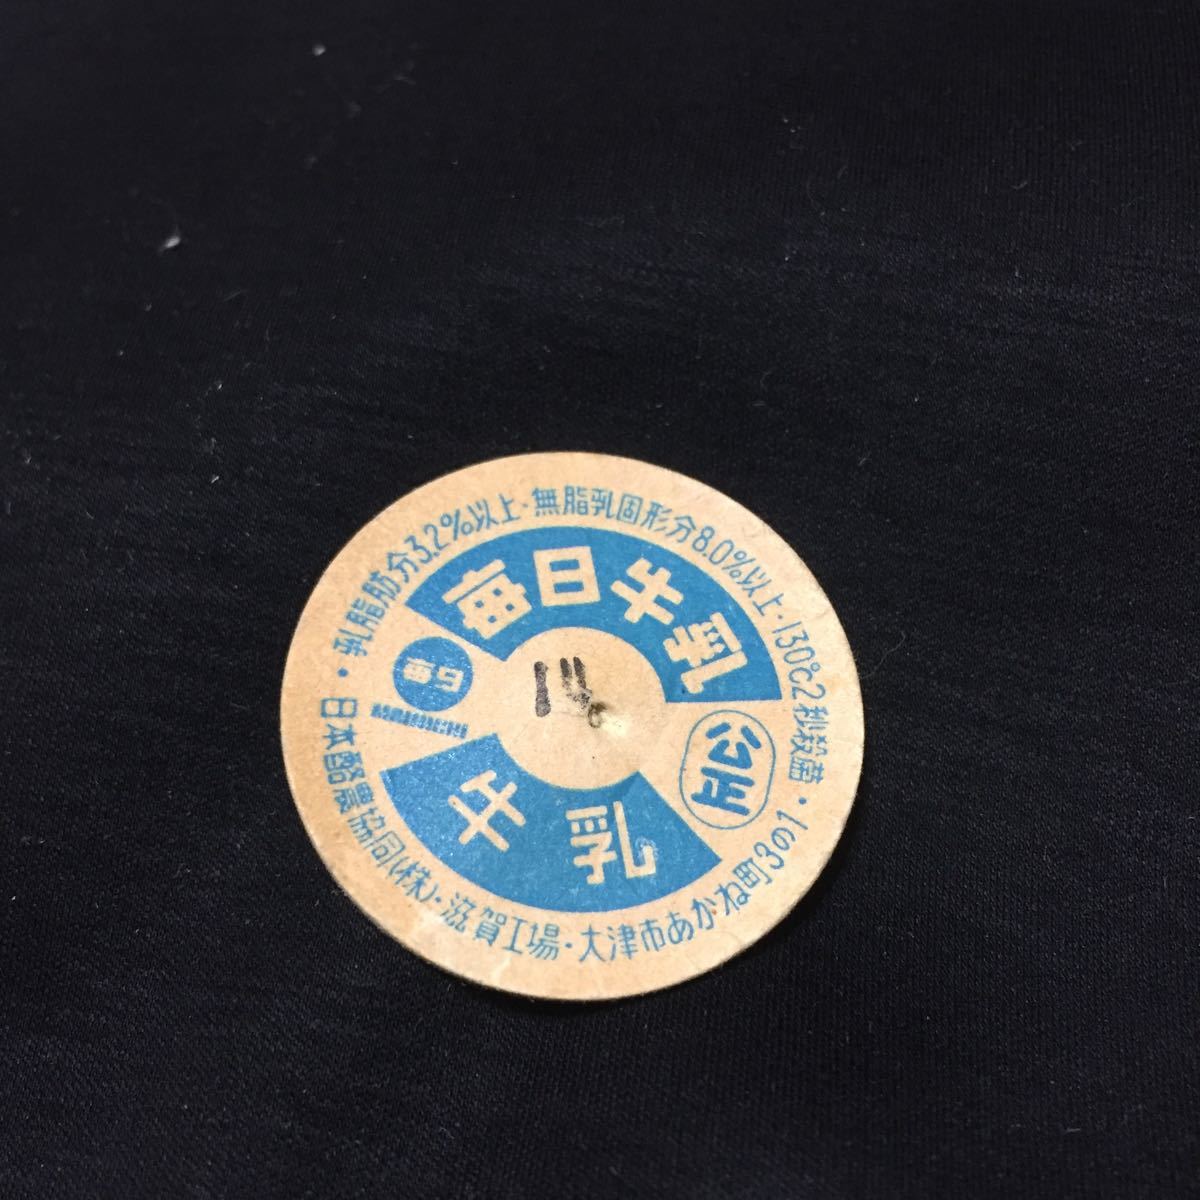 毎日牛乳
牛乳
公正
毎日
14
乳脂肪分3.2%以上・無脂乳固形分8.0%以上・130℃2秒殺菌・
日本酪農協同(株)・滋賀工場・大津市あかね町3の1・